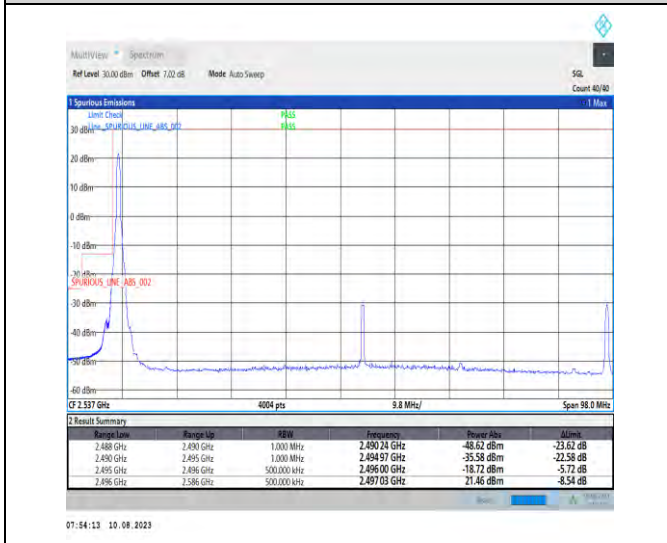 MultiView Spectrum
Ref Level 30.00 dBm Offset 7.02 dB Mode Auto Sweep SGL
Count 40/40
1 Spurious Emissions 1 Max
Limit Check PASS
30 dBm Line _SPURIOUS_LINE_ABS_002 PASS
20 dBm
10 dBm
0 dBm
-10 dBm
-20 dBm
_SPURIOUS_LINE_ABS_002
-30 dBm
-40 dBm
-50 dBm
-60 dBm
CF 2.537 GHz 4004 pts 9.8 MHz/ Span 98.0 MHz
2 Result Summary
Range Low Range Up RBW Frequency Power Abs ΔLimit
2.488 GHz 2.490 GHz 1.000 MHz 2.490 24 GHz -48.62 dBm -23.62 dB
2.490 GHz 2.495 GHz 1.000 MHz 2.494 97 GHz -35.58 dBm -22.58 dB
2.495 GHz 2.496 GHz 500.000 kHz 2.496 00 GHz -18.72 dBm -5.72 dB
2.496 GHz 2.586 GHz 500.000 kHz 2.497 03 GHz 21.46 dBm -8.54 dB
07:54:13 10.08.2023